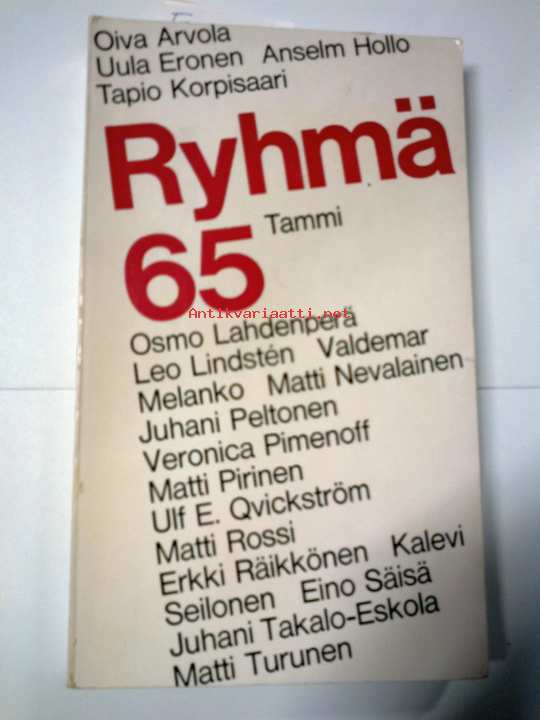 Oiva Arvola
Uula Eronen Anselm Hollo
Tapio Korpisaari
Ryhmä
65 Tammi
Antikvariaatti.net
Osmo Lahdenperä
Leo Lindstén Valdemar
Melanko Matti Nevalainen
Juhani Peltonen
Veronica Pimenoff
Matti Pirinen
Ulf E. Qvickström
Matti Rossi
Erkki Räikkönen Kalevi
Seilonen Eino Säisä
Juhani Takalo-Eskola
Matti Turunen